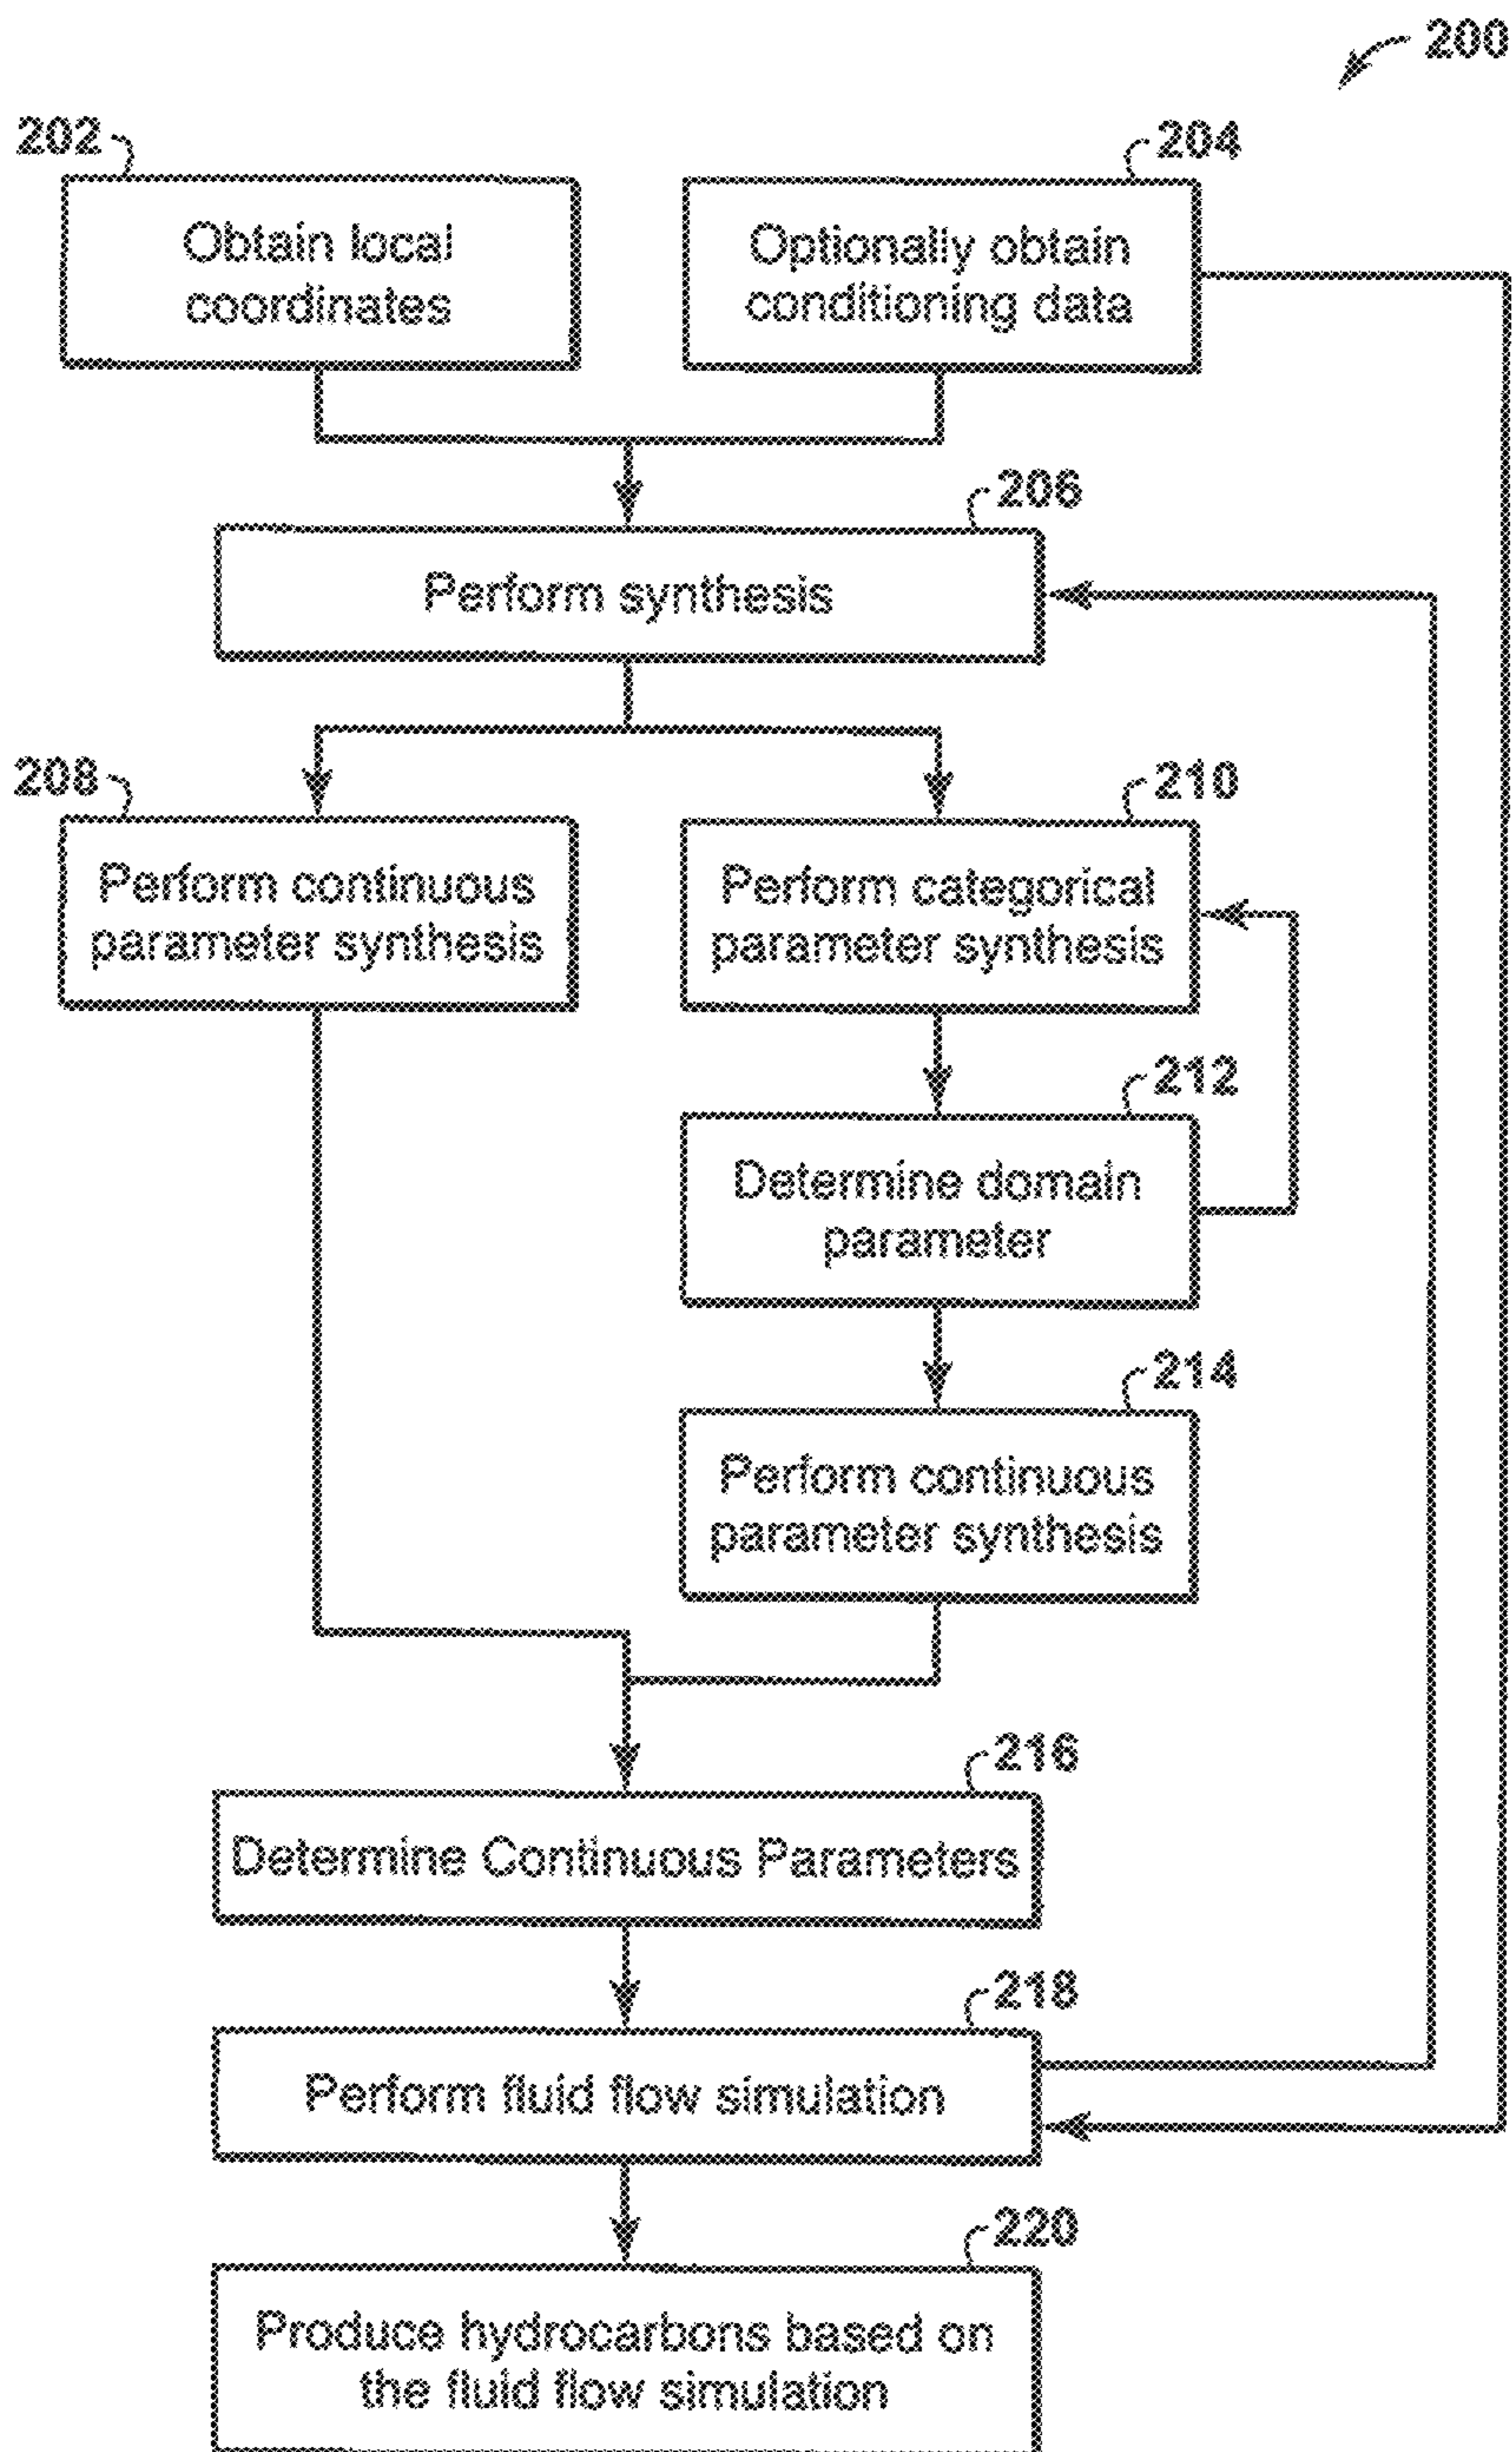 200
202
204
Obtain local
coordinates
Optionally obtain
conditioning data
206
Perform synthesis
208
210
Perform continuous
parameter synthesis
Perform categorical
parameter synthesis
212
Determine domain
parameter
214
Perform continuous
parameter synthesis
216
Determine Continuous Parameters
218
Perform fluid flow simulation
220
Produce hydrocarbons based on
the fluid flow simulation